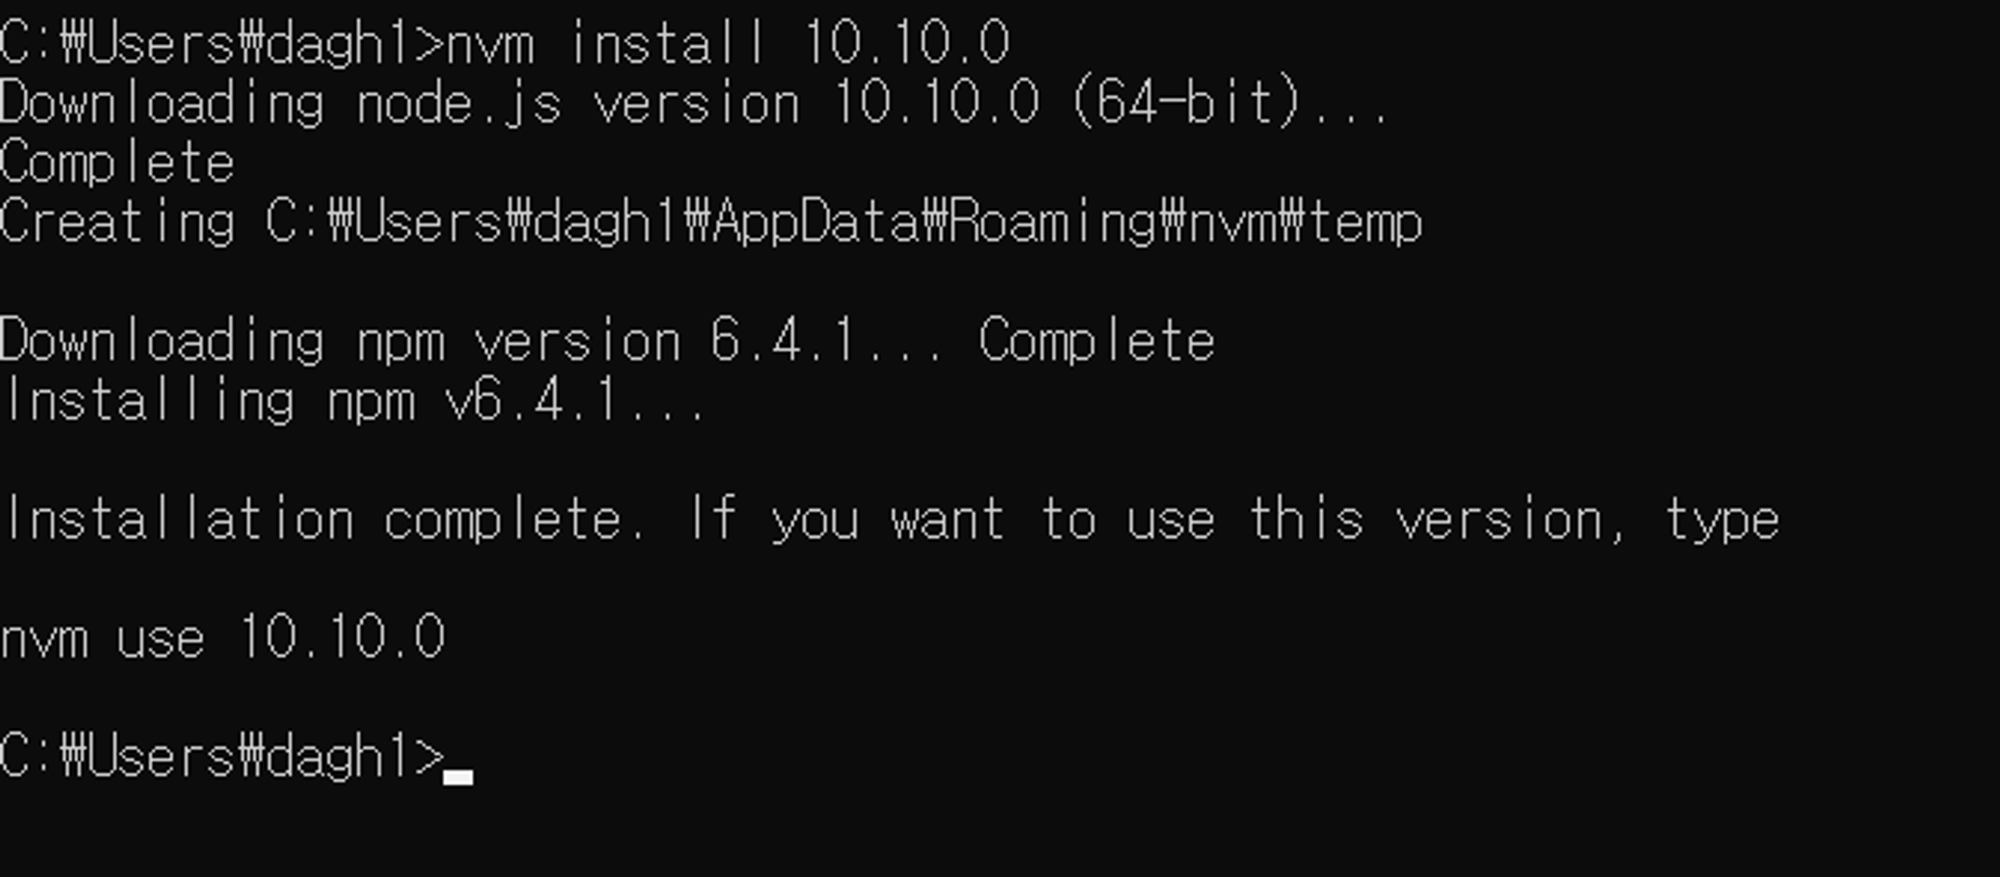 C:₩Users₩dagh1>nvm install 10.10.0
Downloading node.js version 10.10.0 (64-bit)...
Complete
Creating C:₩Users₩dagh1₩AppData₩Roaming₩nvm₩temp
Downloading npm version 6.4.1... Complete
Installing npm v6.4.1...
Installation complete. If you want to use this version, type
nvm use 10.10.0
C:₩Users₩dagh1>